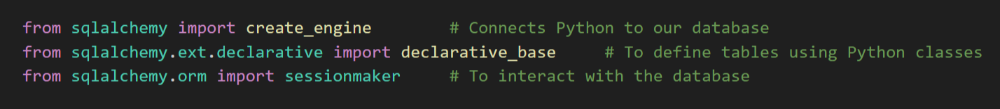 from sqlalchemy import create_engine        # Connects Python to our database
from sqlalchemy.ext.declarative import declarative_base     # To define tables using Python classes
from sqlalchemy.orm import sessionmaker     # To interact with the database